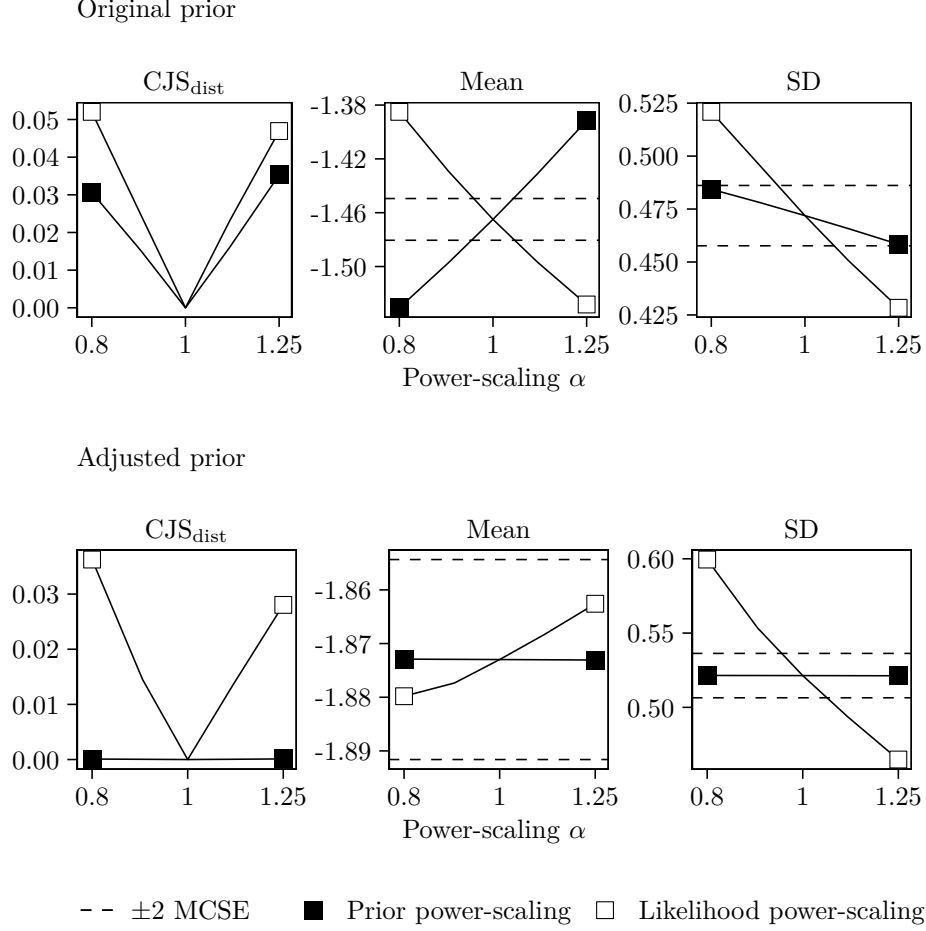 Original prior
CJS_dist Mean SD
0.05 -1.38 0.525
0.04 -1.42 0.500
0.03 -1.46 0.475
0.02 -1.50 0.450
0.01 0.425
0.00
0.8 1 1.25 0.8 1 1.25 0.8 1 1.25
Power-scaling α
Adjusted prior
CJS_dist Mean SD
0.03 -1.86 0.60
0.02 -1.87 0.55
0.01 -1.88 0.50
0.00 -1.89
0.8 1 1.25 0.8 1 1.25 0.8 1 1.25
Power-scaling α
±2 MCSE Prior power-scaling Likelihood power-scaling